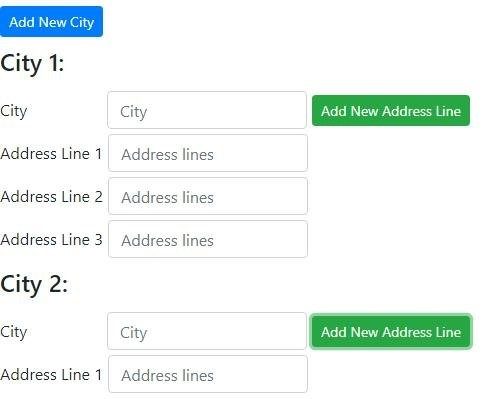 Add New City
City 1:
City City Add New Address Line
Address Line 1 Address lines
Address Line 2 Address lines
Address Line 3 Address lines
City 2:
City City Add New Address Line
Address Line 1 Address lines